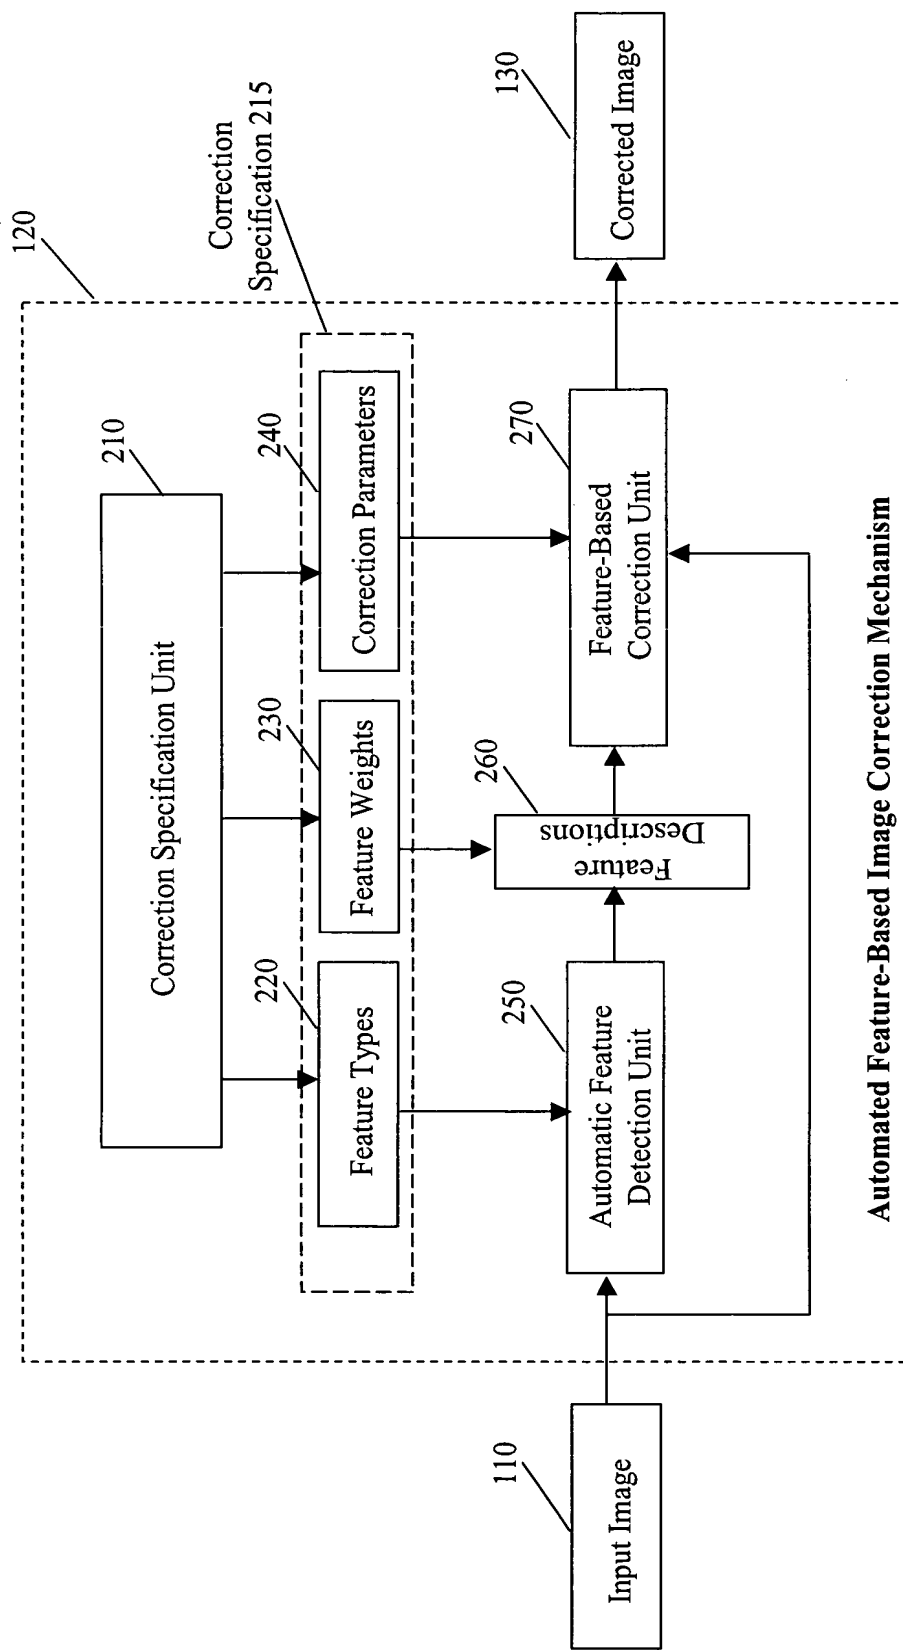 120
Correction
Specification 215
210
Correction Specification Unit
220
230
240
Feature Types
Feature Weights
Correction Parameters
260
Feature
Descriptions
110
250
270
130
Input Image
Automatic Feature
Detection Unit
Feature-Based
Correction Unit
Corrected Image
Automated Feature-Based Image Correction Mechanism